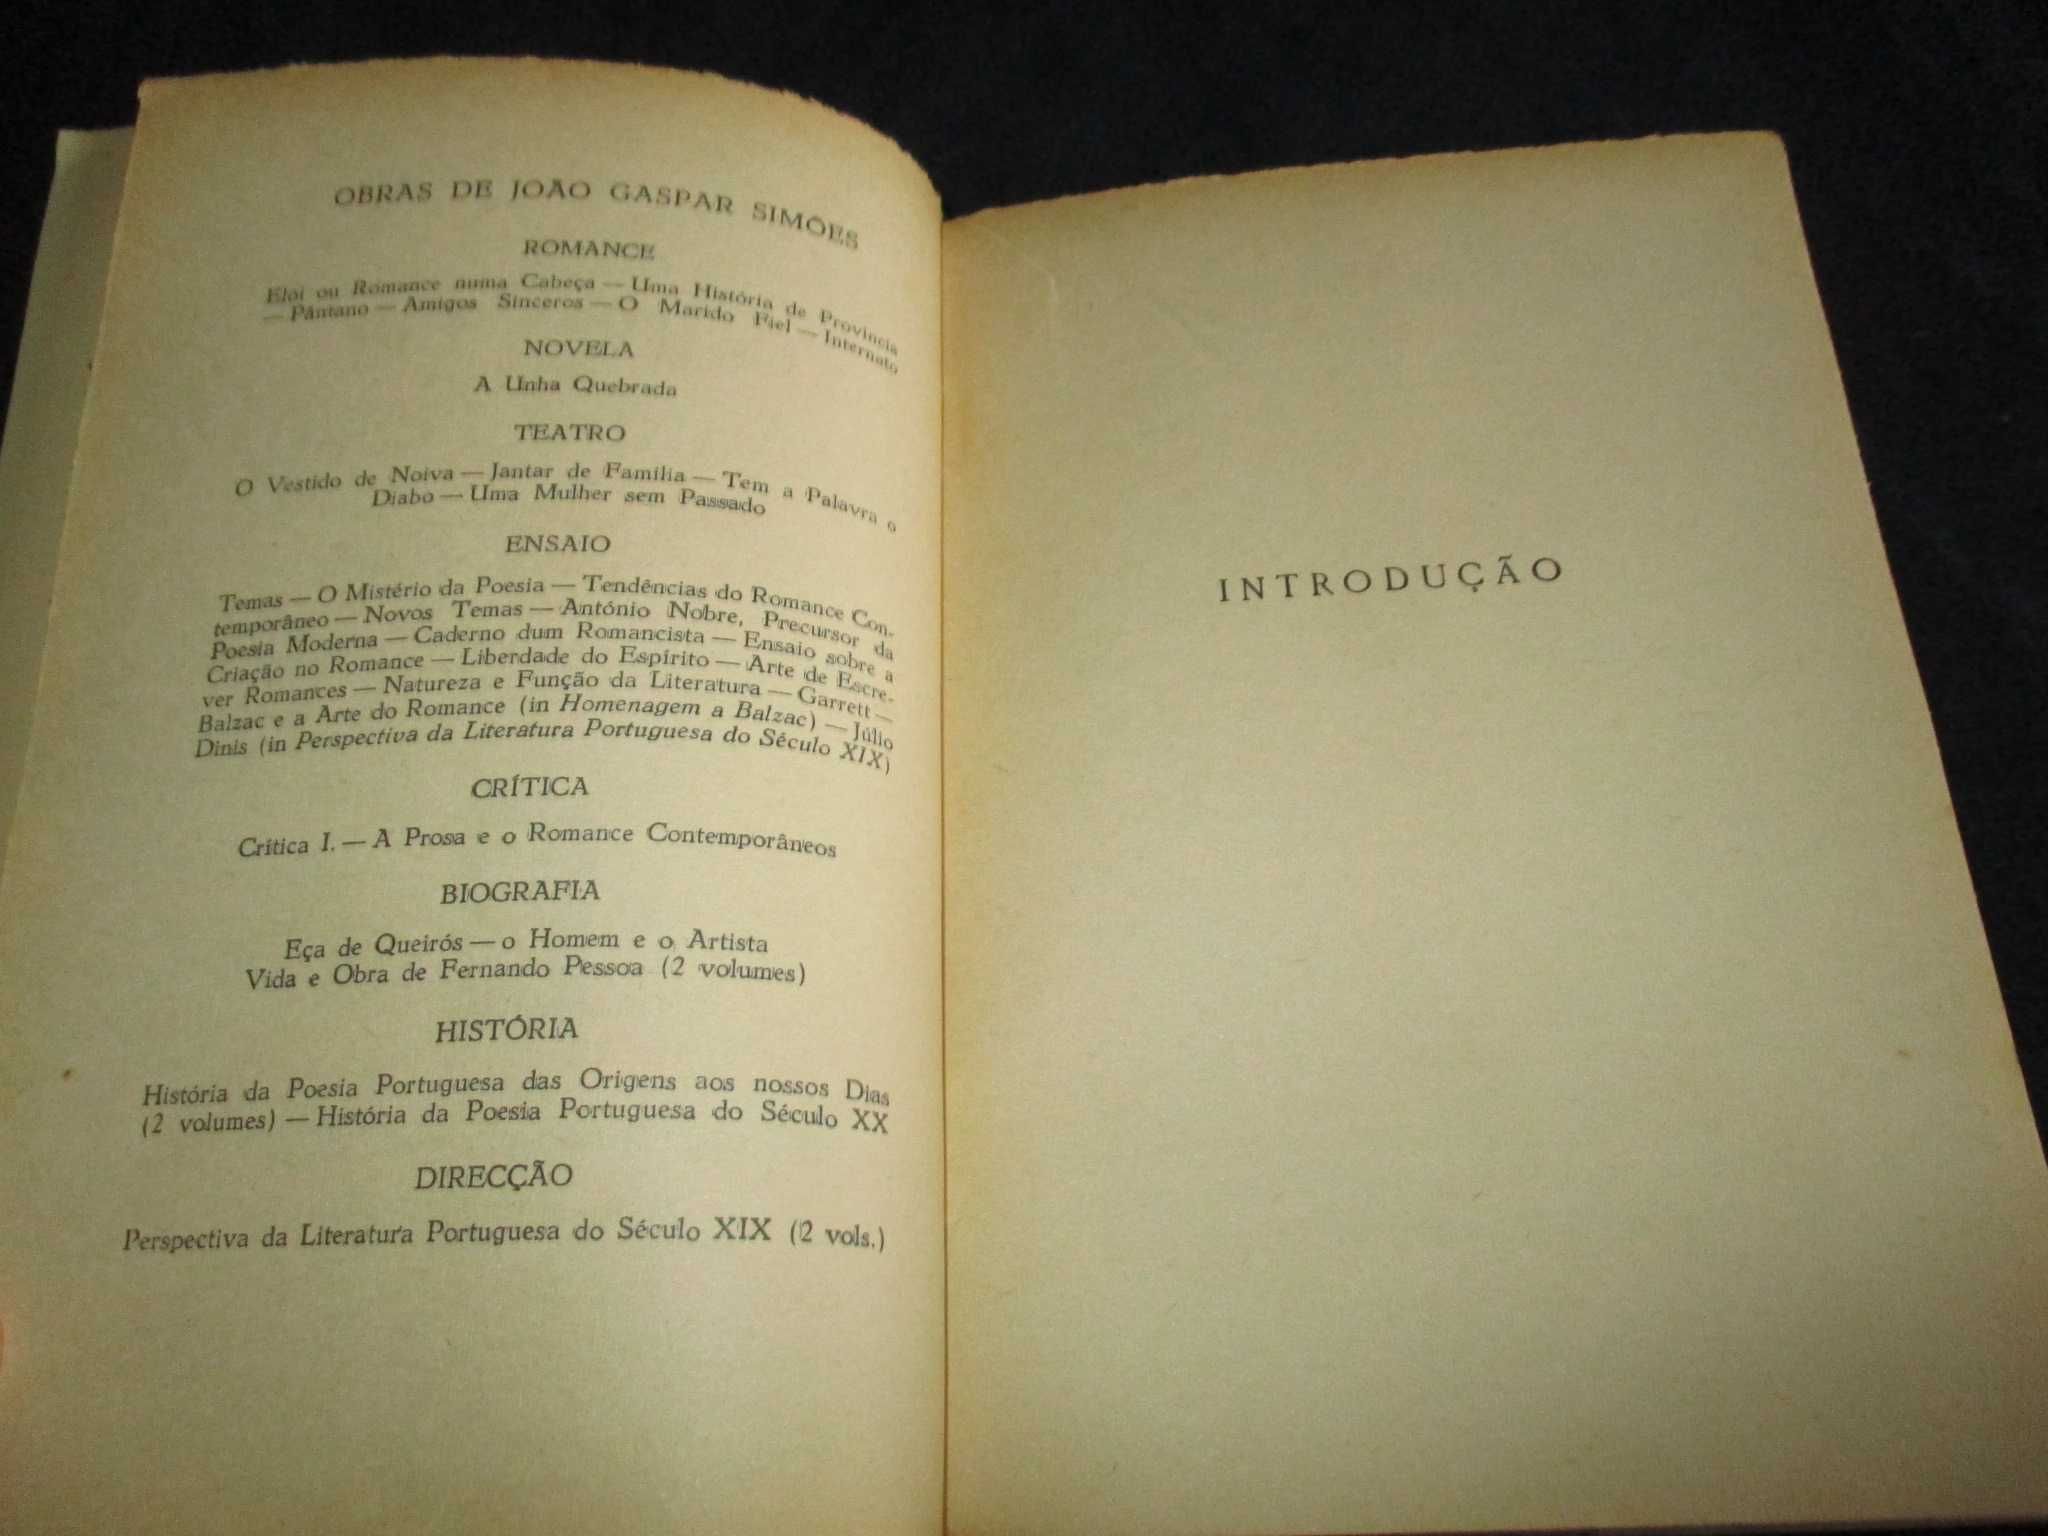 OBRAS DE JOÃO GASPAR SIMÕES
ROMANCE
Eloi ou Romance numa Cabeça — Uma História de Província
— Pântano — Amigos Sinceros — O Marido Fiel — Internato
NOVELA
A Unha Quebrada
TEATRO
O Vestido de Noiva — Jantar de Família — Tem a Palavra o
Diabo — Uma Mulher sem Passado
ENSAIO
Temas — O Mistério da Poesia — Tendências do Romance Con-
temporâneo — Novos Temas — António Nobre, Precursor da
Poesia Moderna — Caderno dum Romancista — Ensaio sobre a
Criação no Romance — Liberdade do Espírito — Arte de Escre-
ver Romances — Natureza e Função da Literatura — Garrett —
Balzac e a Arte do Romance (in Homenagem a Balzac) — Júlio
Dinis (in Perspectiva da Literatura Portuguesa do Século XIX)
CRÍTICA
Crítica I. — A Prosa e o Romance Contemporâneos
BIOGRAFIA
Eça de Queirós — o Homem e o Artista
Vida e Obra de Fernando Pessoa (2 volumes)
HISTÓRIA
História da Poesia Portuguesa das Origens aos nossos Dias
(2 volumes) — História da Poesia Portuguesa do Século XX
DIRECÇÃO
Perspectiva da Literatura Portuguesa do Século XIX (2 vols.)
INTRODUÇÃO